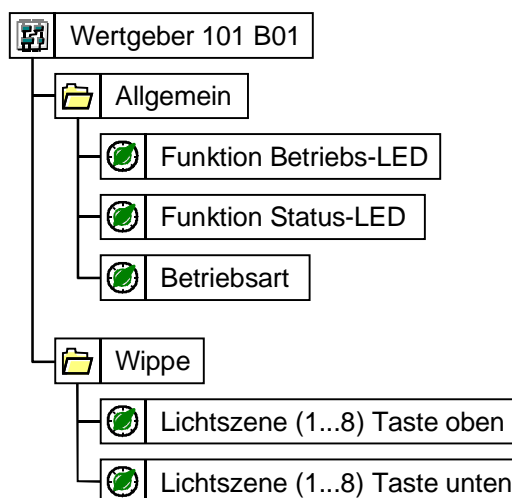 Wertgeber 101 B01
Allgemein
Funktion Betriebs-LED
Funktion Status-LED
Betriebsart
Wippe
Lichtszene (1...8) Taste oben
Lichtszene (1...8) Taste unten